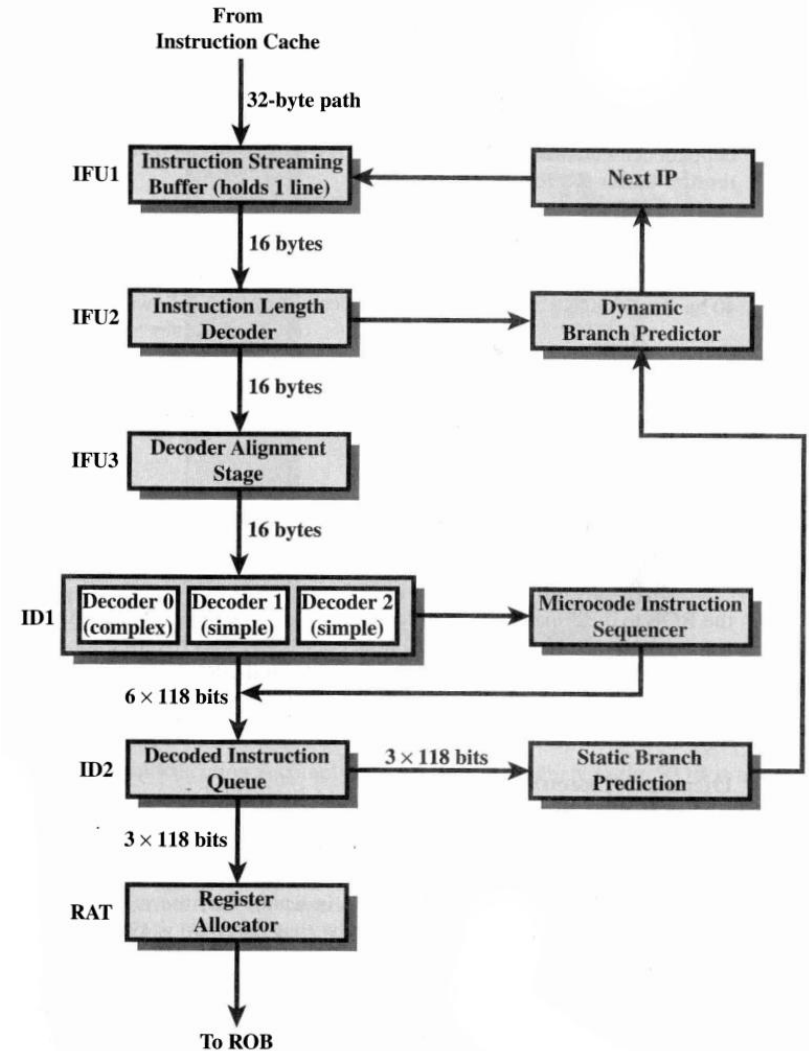 From
Instruction Cache
32-byte path
IFU1
Instruction Streaming
Buffer (holds 1 line)
Next IP
16 bytes
IFU2
Instruction Length
Decoder
Dynamic
Branch Predictor
16 bytes
IFU3
Decoder Alignment
Stage
16 bytes
ID1
Decoder 0
(complex)
Decoder 1
(simple)
Decoder 2
(simple)
Microcode Instruction
Sequencer
6 × 118 bits
ID2
Decoded Instruction
Queue
3 × 118 bits
Static Branch
Prediction
3 × 118 bits
RAT
Register
Allocator
To ROB